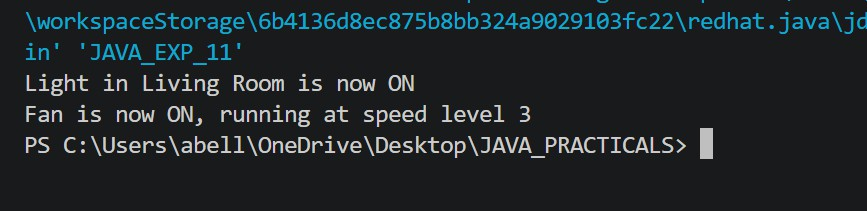 \workspaceStorage\6b4136d8ec875b8bb324a9029103fc22\redhat.java\jd
in' 'JAVA_EXP_11'
Light in Living Room is now ON
Fan is now ON, running at speed level 3
PS C:\Users\abell\OneDrive\Desktop\JAVA_PRACTICALS>